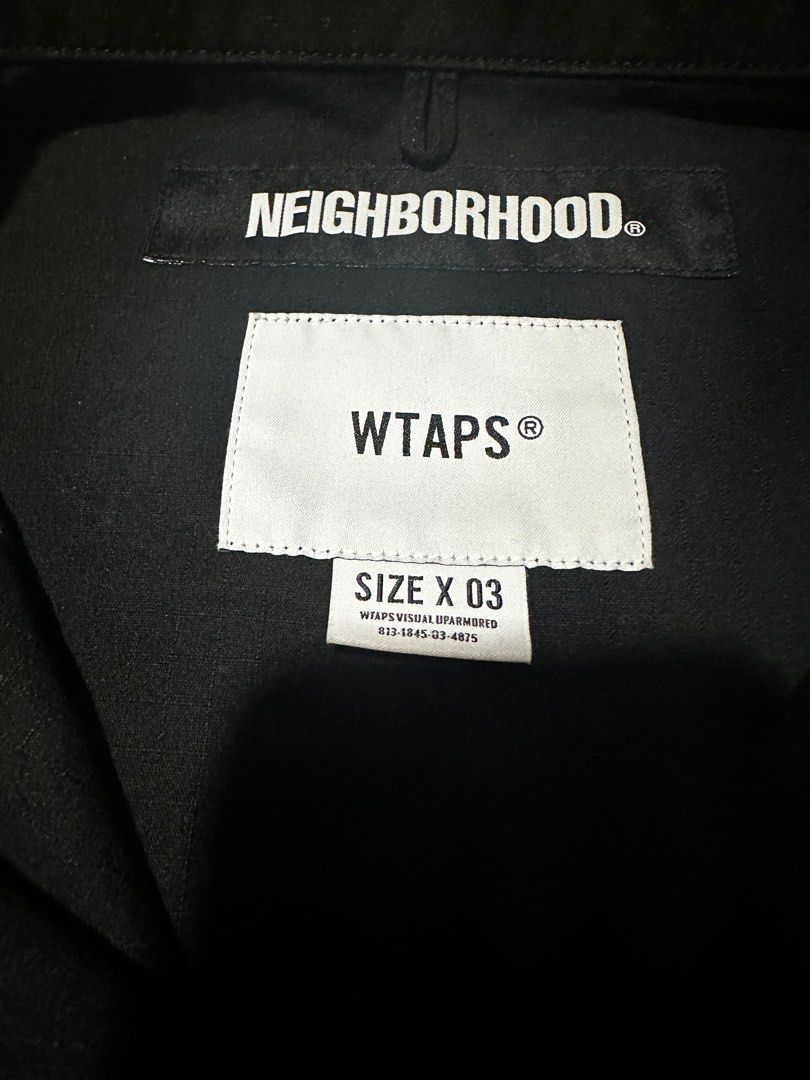 NEIGHBORHOOD®
WTAPS®
SIZE X 03
WTAPS VISUAL UPARMORED
813-1845-03-4875